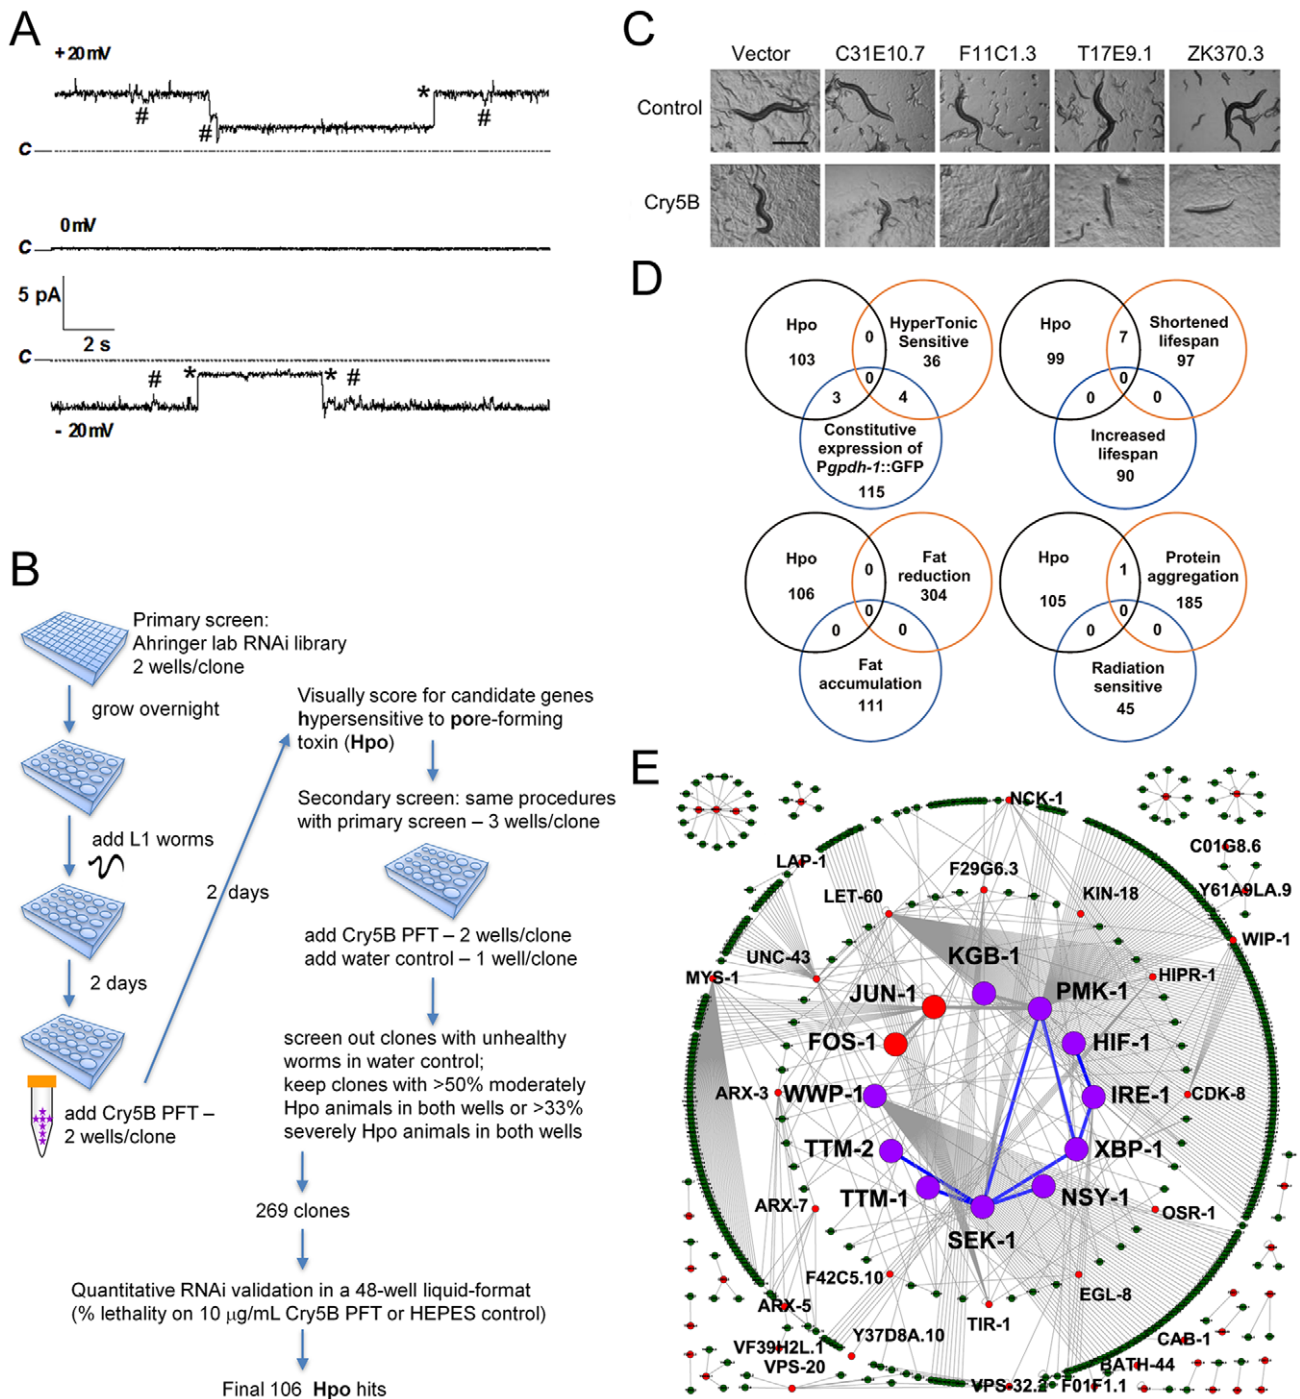 A
+20 mV
#
#
*
#
c
0 mV
c
5 pA
2 s
c
#
*
*
#
- 20 mV
B
Primary screen:
Ahringer lab RNAi library
2 wells/clone
grow overnight
add L1 worms
2 days
add Cry5B PFT –
2 wells/clone
2 days
Visually score for candidate genes
hypersensitive to pore-forming
toxin (Hpo)
Secondary screen: same procedures
with primary screen – 3 wells/clone
add Cry5B PFT – 2 wells/clone
add water control – 1 well/clone
screen out clones with unhealthy
worms in water control;
keep clones with >50% moderately
Hpo animals in both wells or >33%
severely Hpo animals in both wells
269 clones
Quantitative RNAi validation in a 48-well liquid-format
(% lethality on 10 μg/mL Cry5B PFT or HEPES control)
Final 106 Hpo hits
C
Vector
C31E10.7
F11C1.3
T17E9.1
ZK370.3
Control
Cry5B
D
Hpo
103
0
HyperTonic
Sensitive
36
0
3
4
Constitutive
expression of
Pgpdh-1::GFP
115
Hpo
99
7
Shortened
lifespan
97
0
0
0
Increased
lifespan
90
Hpo
106
0
Fat
reduction
304
0
0
0
Fat
accumulation
111
Hpo
105
1
Protein
aggregation
185
0
0
0
Radiation
sensitive
45
E
NCK-1
C01G8.6
LAP-1
F29G6.3
Y61A9LA.9
LET-60
KIN-18
WIP-1
UNC-43
KGB-1
MYS-1
HIPR-1
JUN-1
PMK-1
FOS-1
HIF-1
ARX-3
WWP-1
IRE-1
CDK-8
TTM-2
XBP-1
TTM-1
NSY-1
ARX-7
OSR-1
SEK-1
F42C5.10
EGL-8
ARX-5
TIR-1
Y37D8A.10
CAB-1
VF39H2L.1
VPS-20
BATH-44
VPS-32.2
F01F1.1